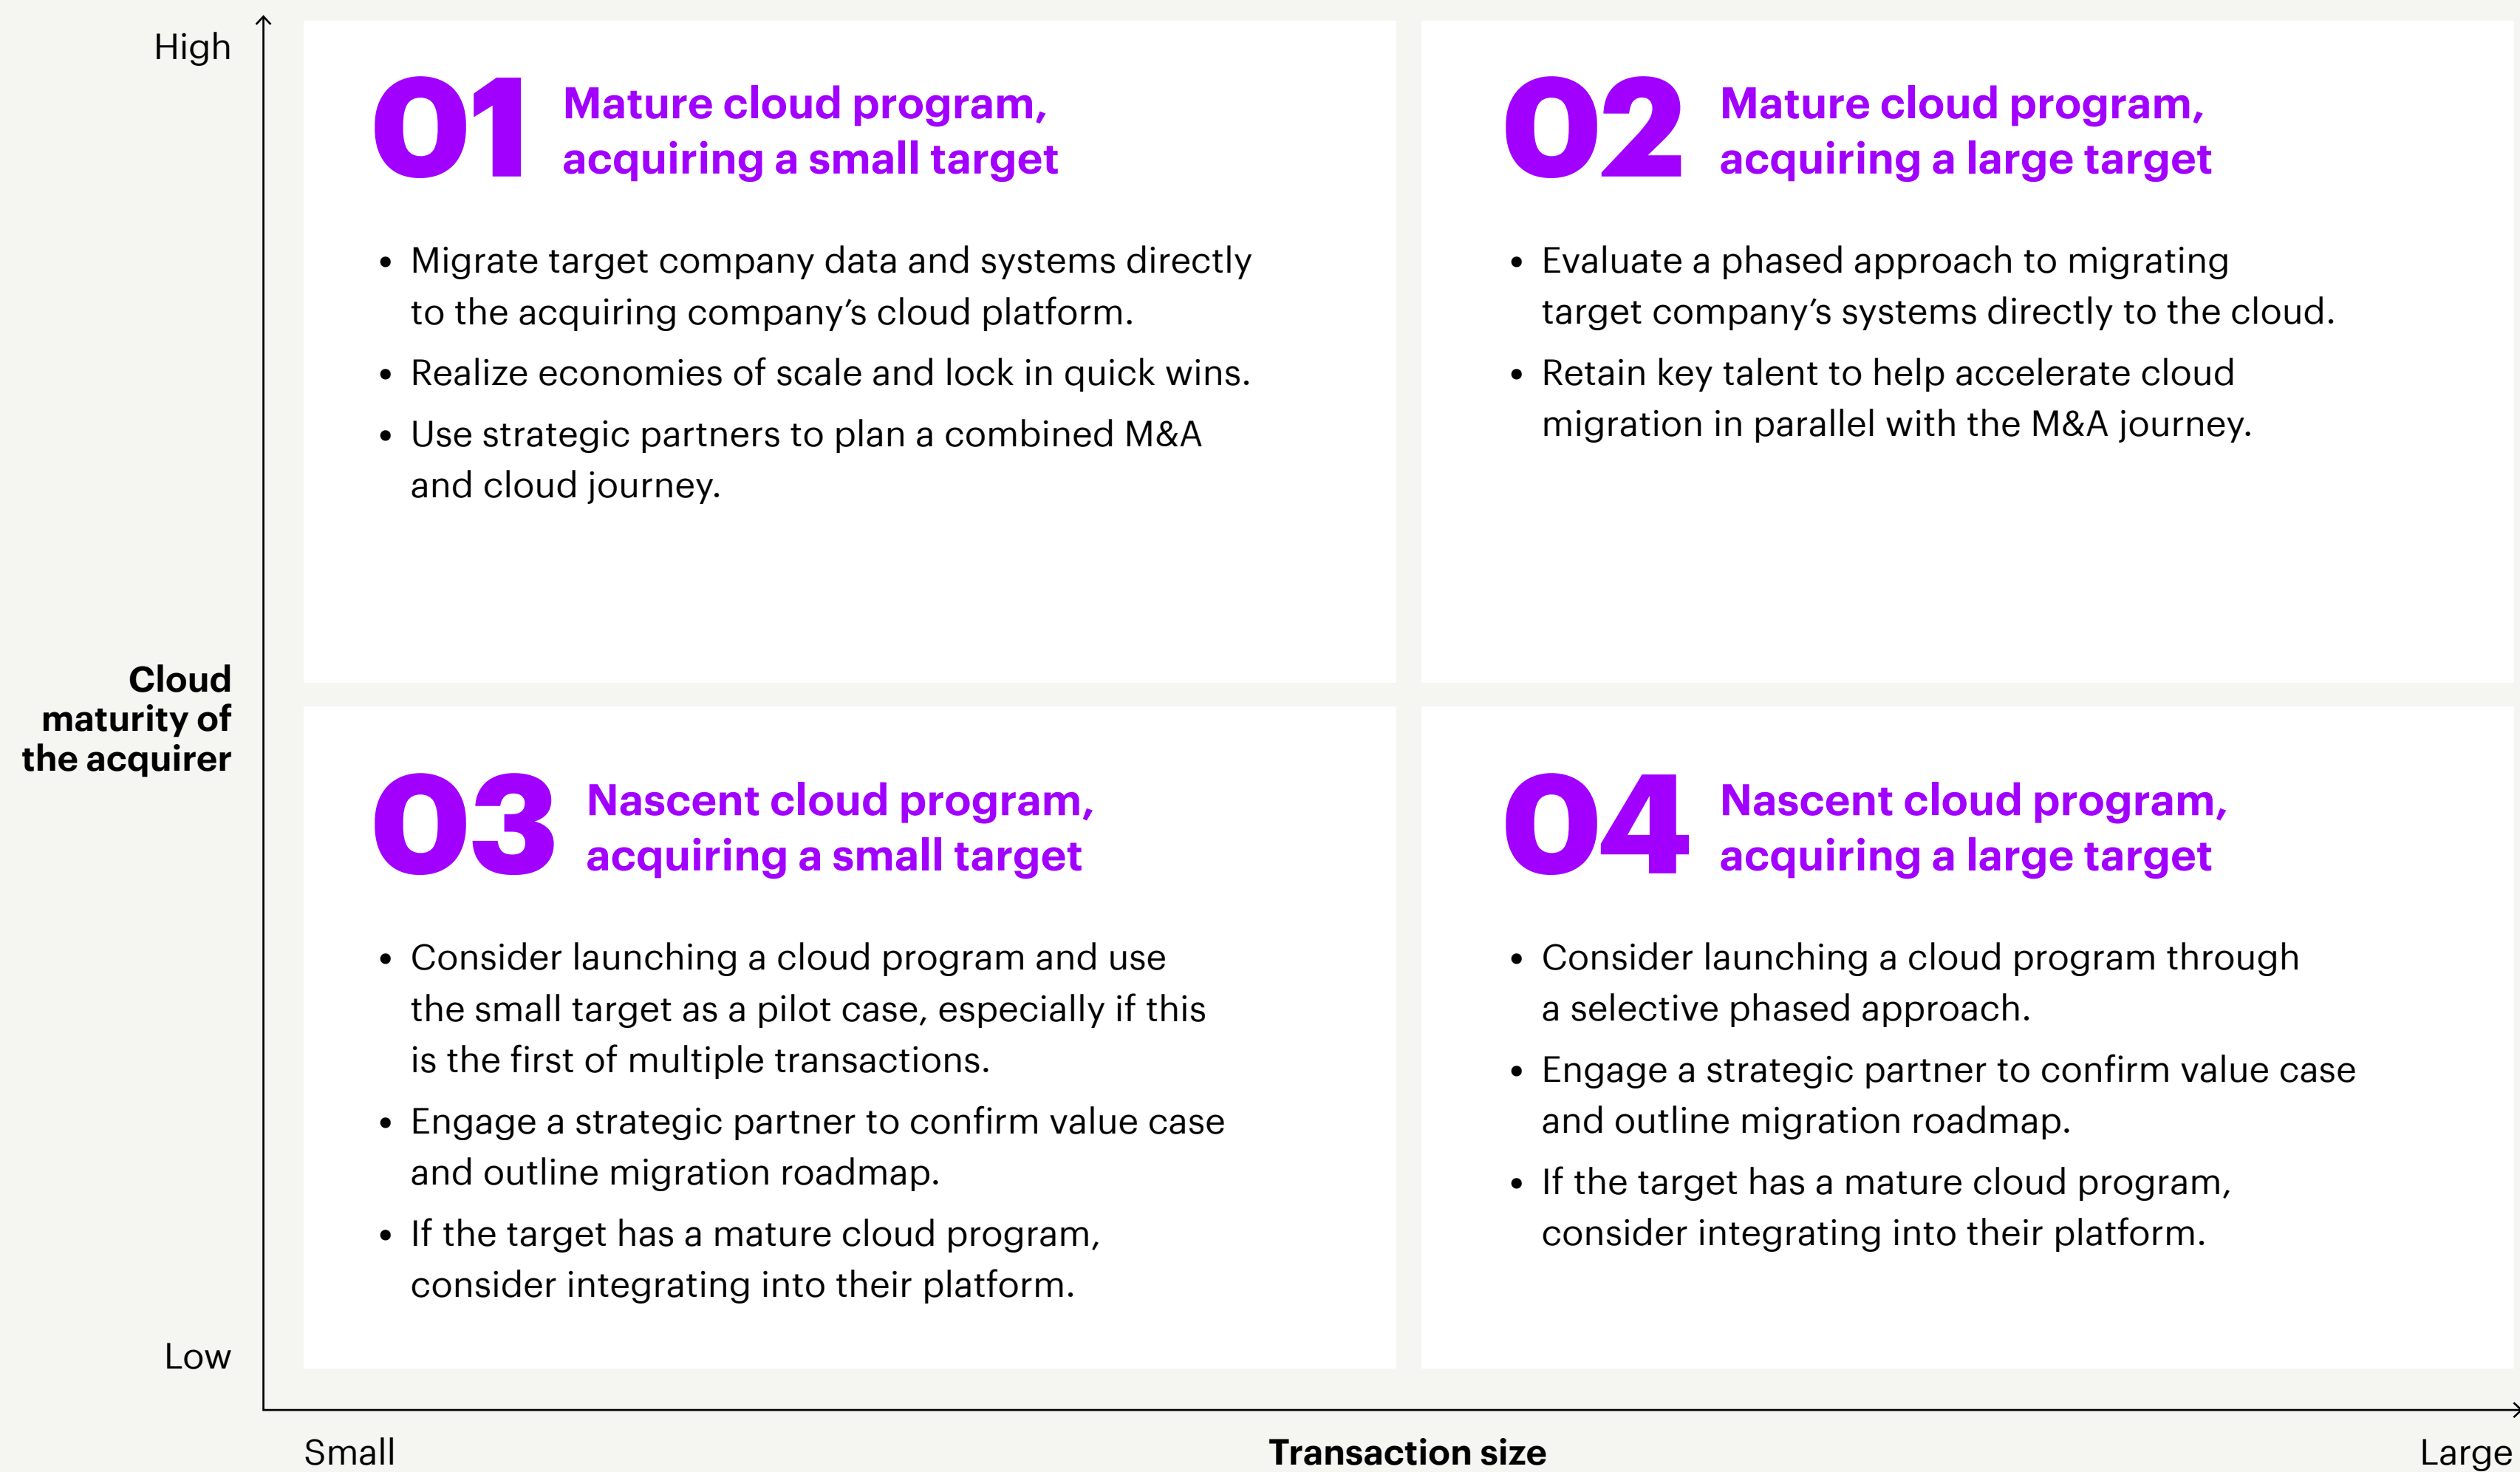 High
01
Mature cloud program,
acquiring a small target
• Migrate target company data and systems directly
to the acquiring company’s cloud platform.
• Realize economies of scale and lock in quick wins.
• Use strategic partners to plan a combined M&A
and cloud journey.
02
Mature cloud program,
acquiring a large target
• Evaluate a phased approach to migrating
target company’s systems directly to the cloud.
• Retain key talent to help accelerate cloud
migration in parallel with the M&A journey.
Cloud
maturity of
the acquirer
03
Nascent cloud program,
acquiring a small target
• Consider launching a cloud program and use
the small target as a pilot case, especially if this
is the first of multiple transactions.
• Engage a strategic partner to confirm value case
and outline migration roadmap.
• If the target has a mature cloud program,
consider integrating into their platform.
04
Nascent cloud program,
acquiring a large target
• Consider launching a cloud program through
a selective phased approach.
• Engage a strategic partner to confirm value case
and outline migration roadmap.
• If the target has a mature cloud program,
consider integrating into their platform.
Low
Small
Transaction size
Large